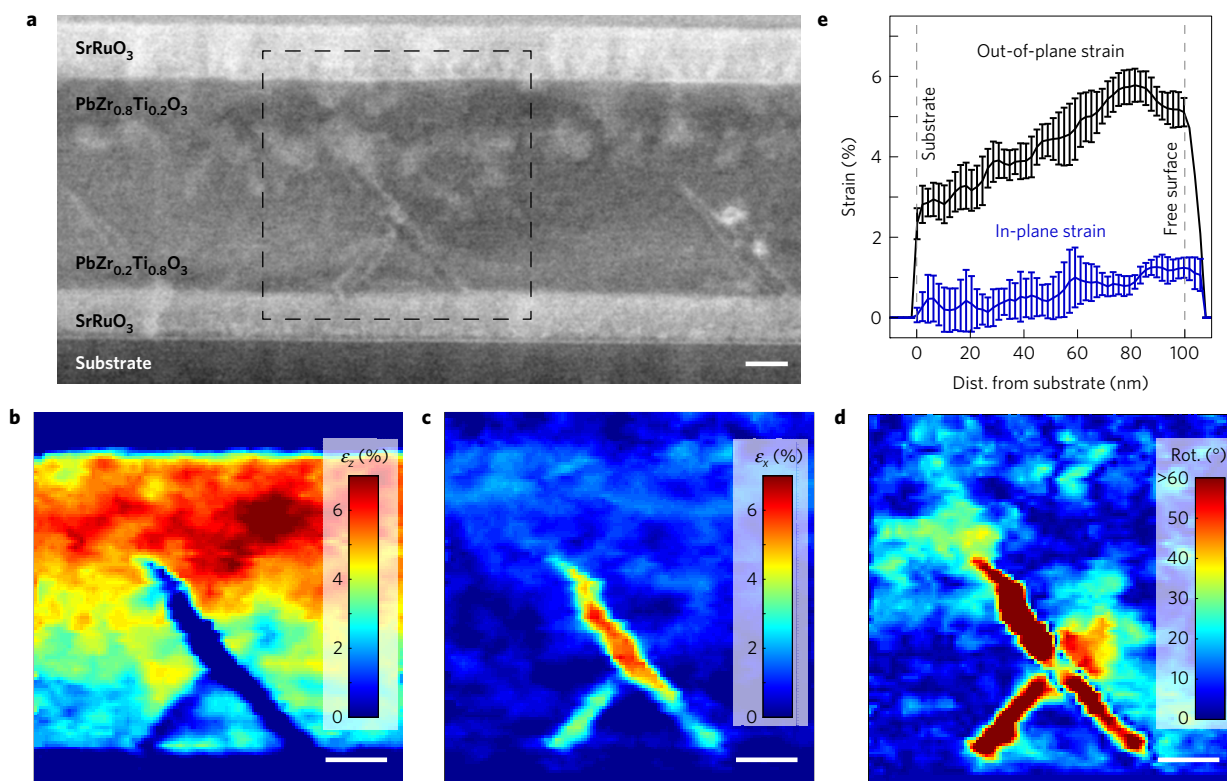 a
SrRuO₃
PbZr₀.₈Ti₀.₂O₃
PbZr₀.₂Ti₀.₈O₃
SrRuO₃
Substrate
e
Out-of-plane strain
Substrate
Free surface
In-plane strain
Strain (%)
6
4
2
0
0 20 40 60 80 100
Dist. from substrate (nm)
b
εz (%)
6
4
2
0
c
εx (%)
6
4
2
0
d
Rot. (°)
>60
50
40
30
20
10
0